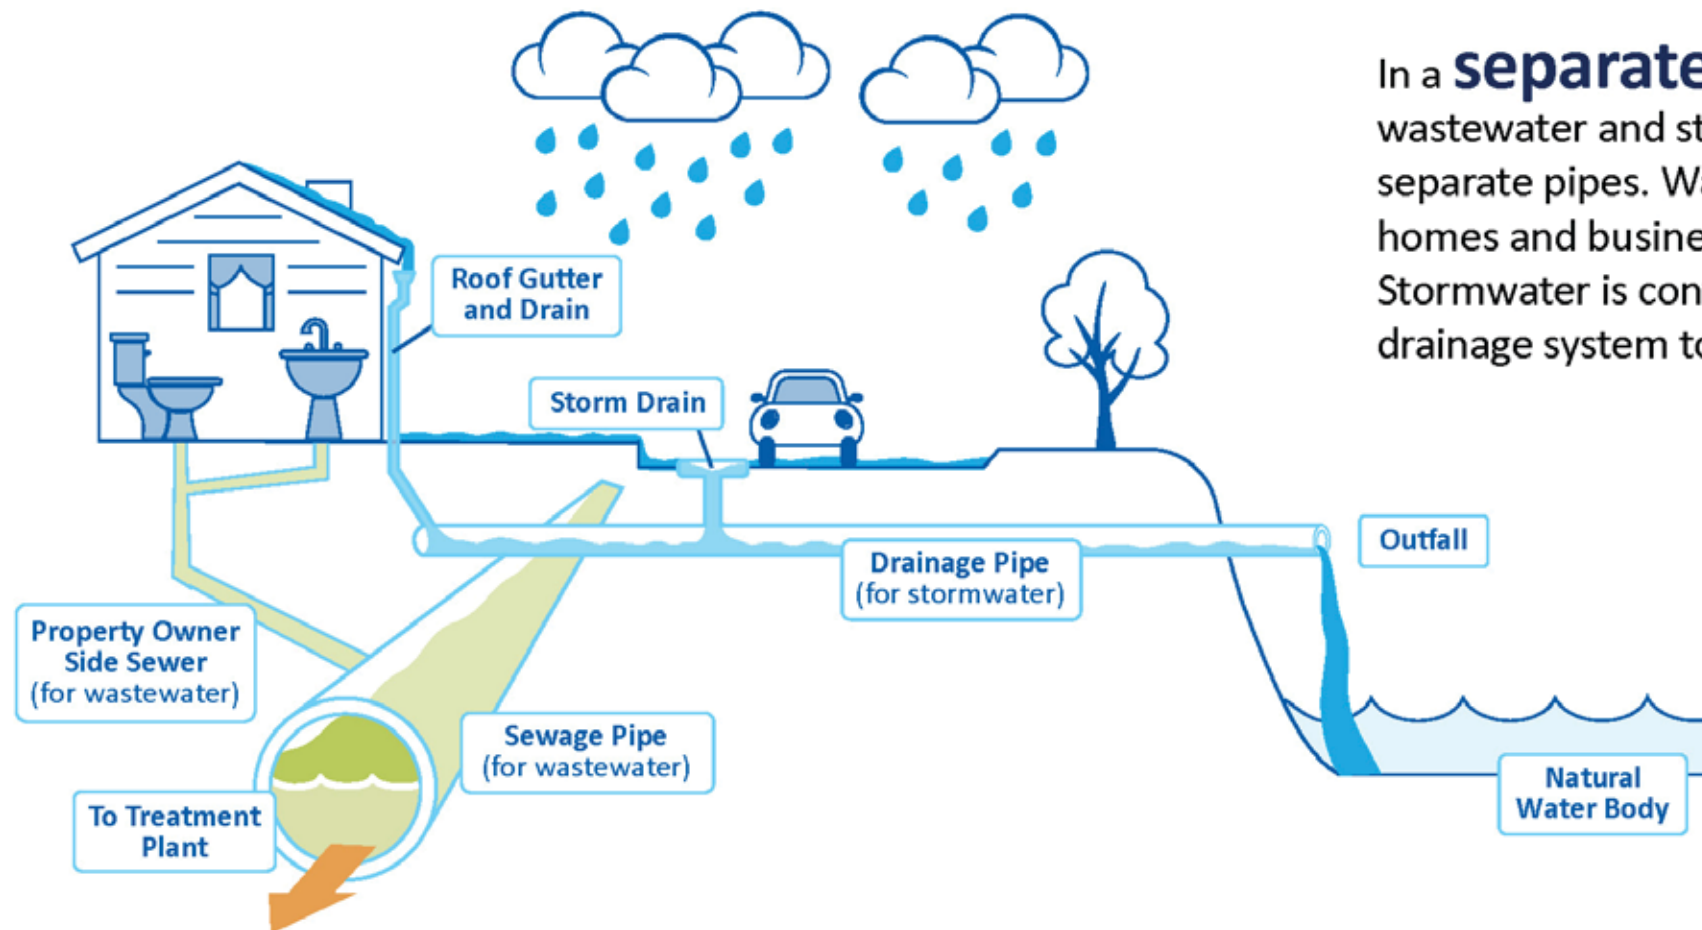 In a separate
wastewater and st
separate pipes. Wa
homes and busine
Stormwater is con
drainage system to
Roof Gutter
and Drain
Storm Drain
Outfall
Drainage Pipe
(for stormwater)
Property Owner
Side Sewer
(for wastewater)
Sewage Pipe
(for wastewater)
To Treatment
Plant
Natural
Water Body